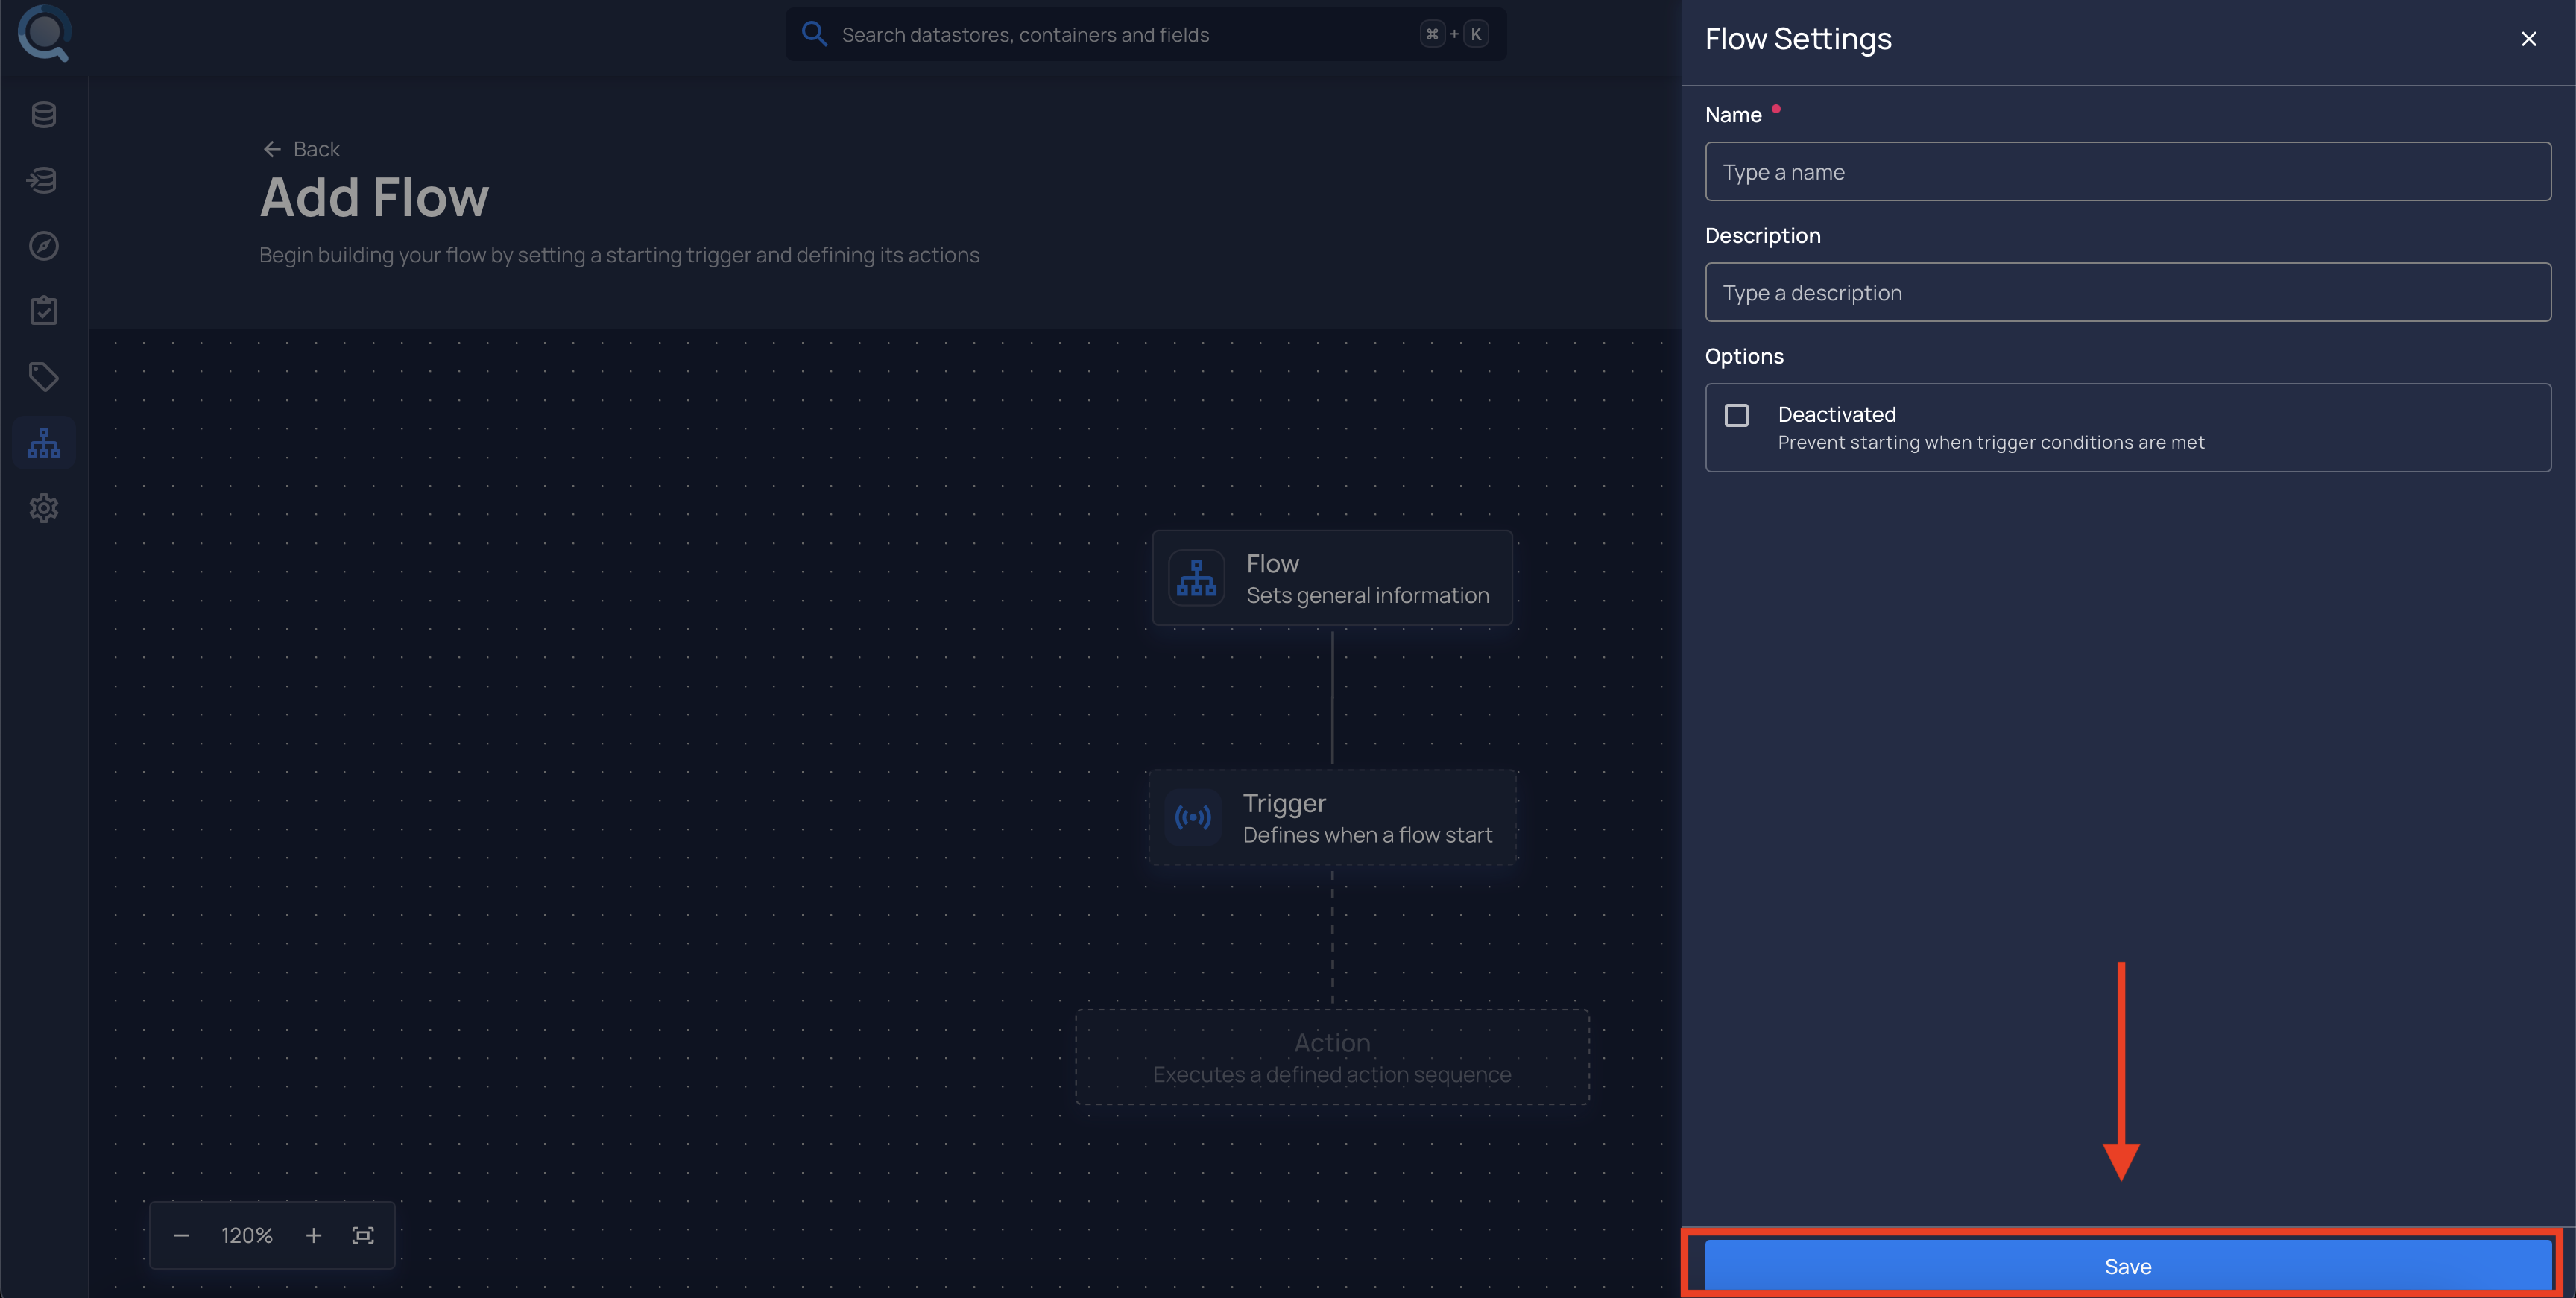 Search datastores, containers and fields
⌘ + K
Back
Add Flow
Begin building your flow by setting a starting trigger and defining its actions
Flow
Sets general information
Trigger
Defines when a flow start
Action
Executes a defined action sequence
120%
Flow Settings
Name
Type a name
Description
Type a description
Options
Deactivated
Prevent starting when trigger conditions are met
Save